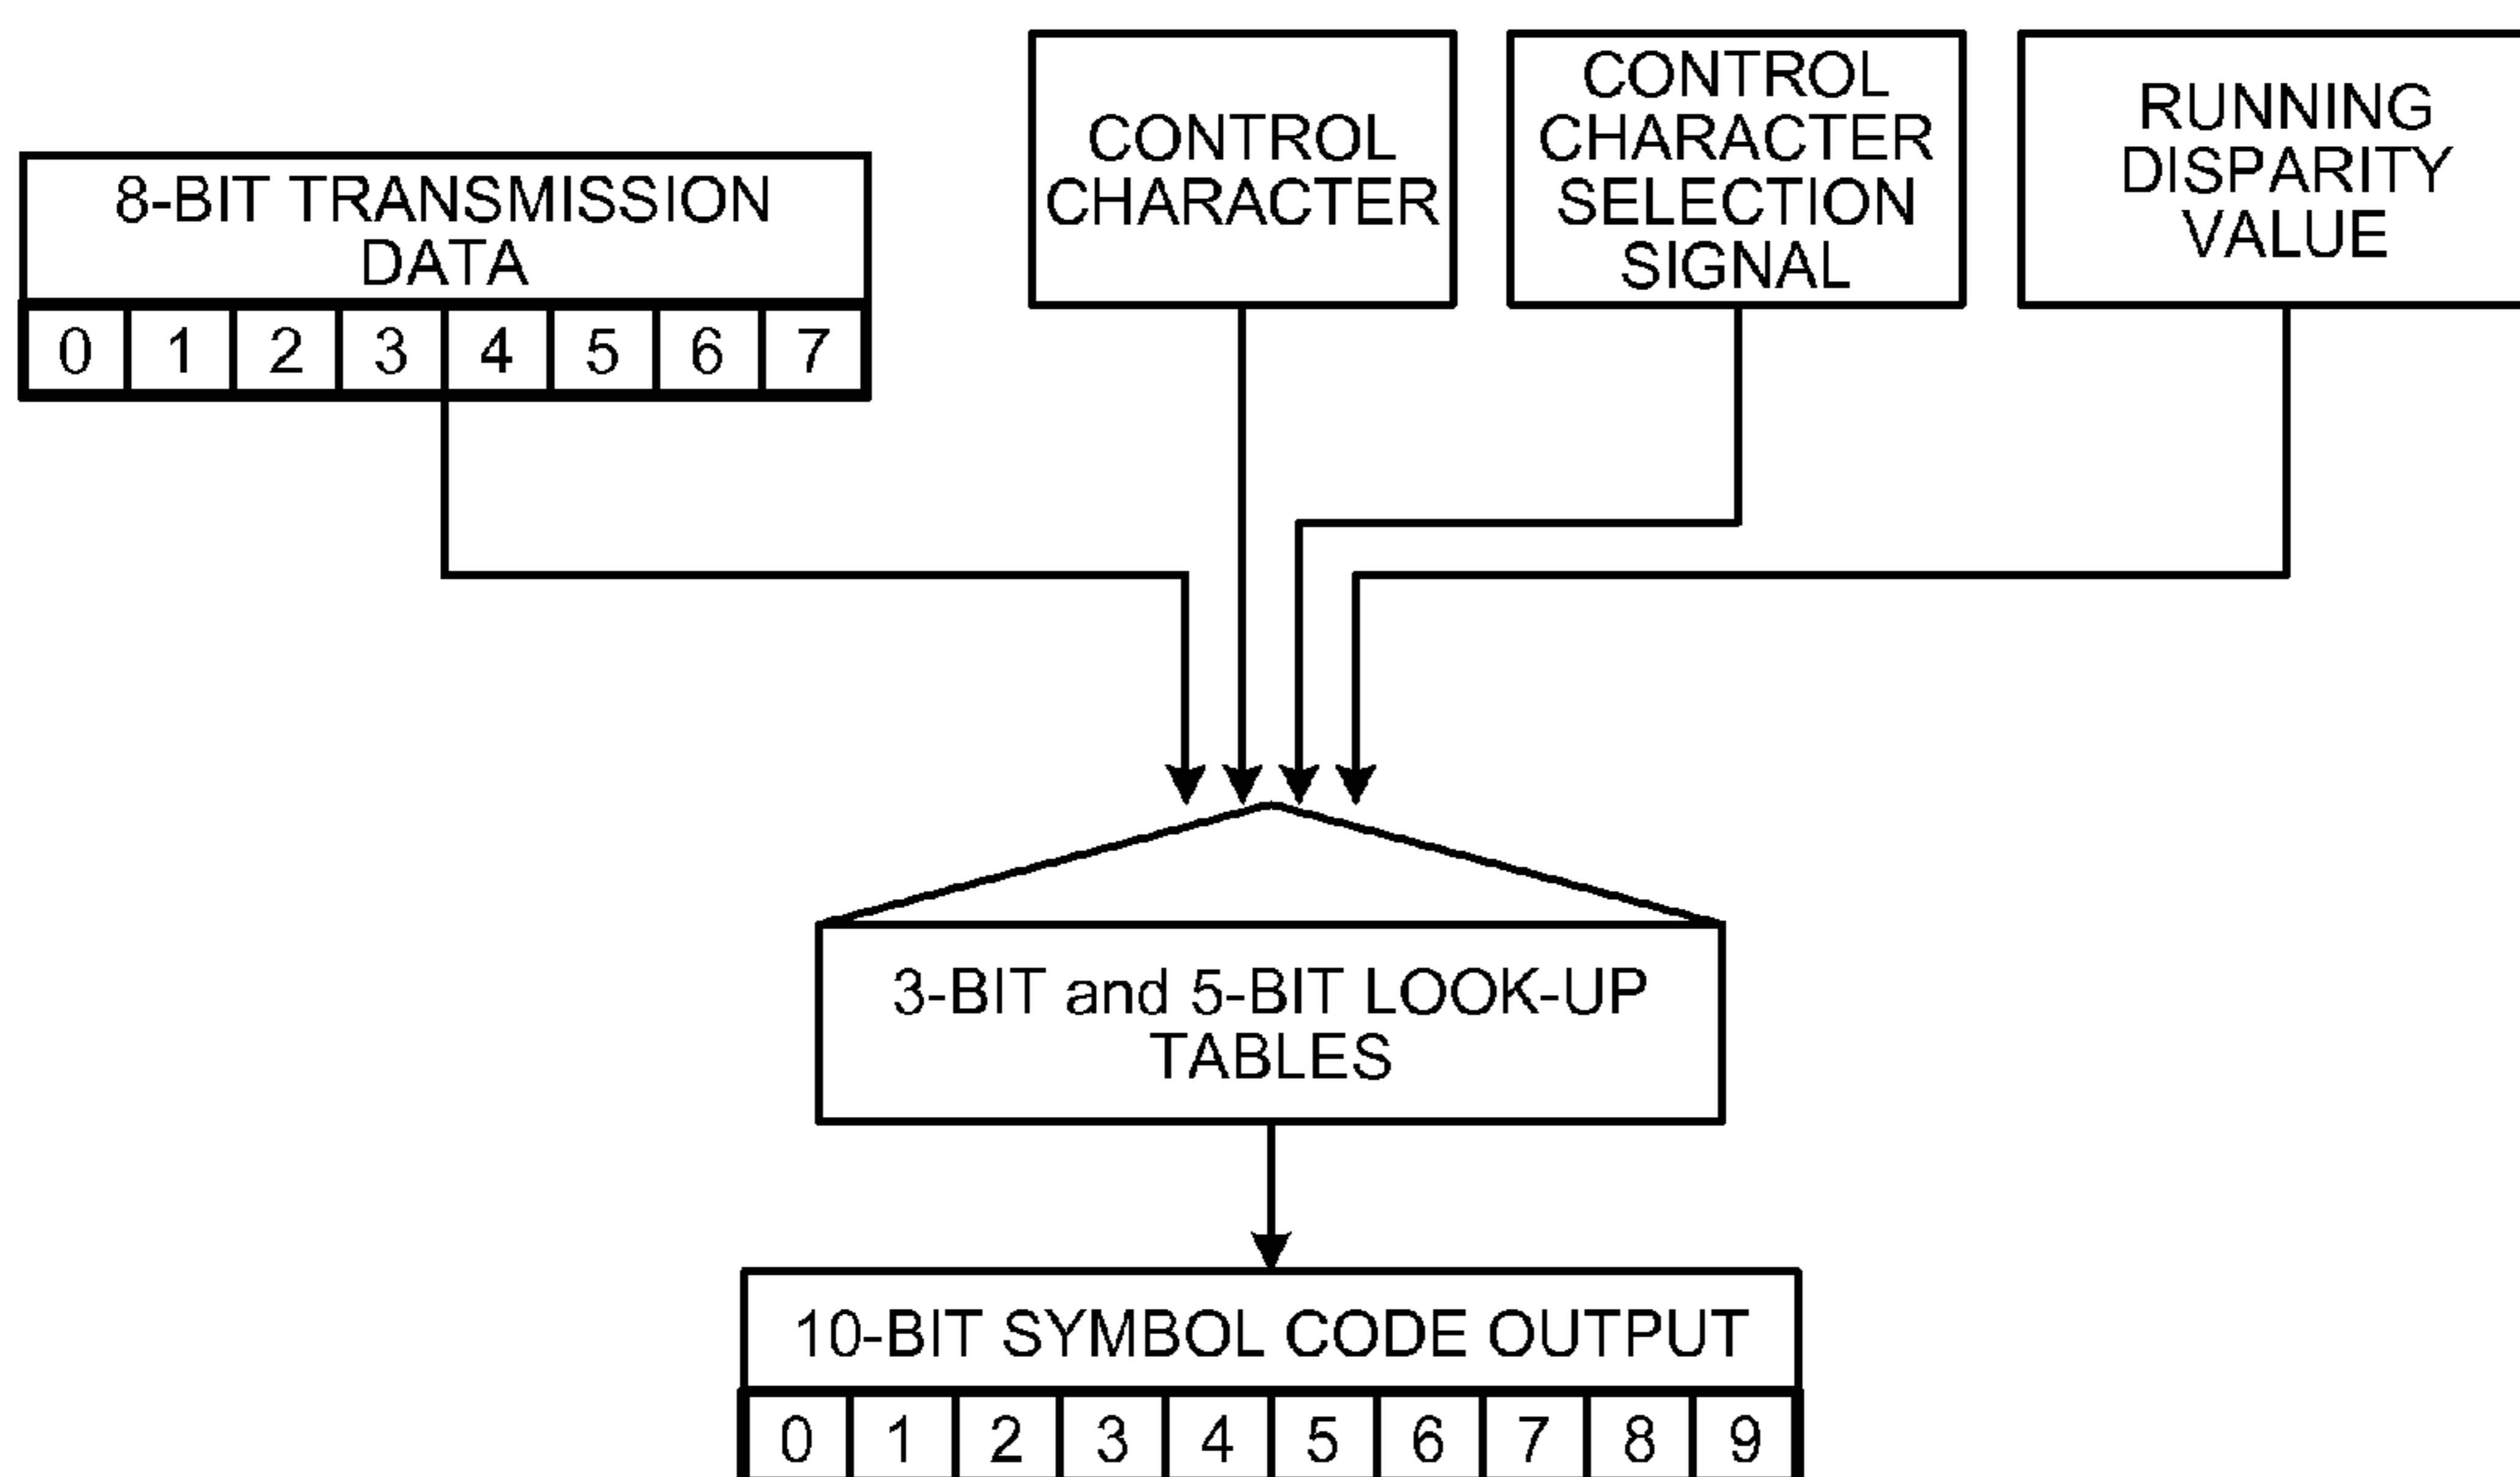 8-BIT TRANSMISSION
DATA
0 1 2 3 4 5 6 7
CONTROL
CHARACTER
CONTROL
CHARACTER
SELECTION
SIGNAL
RUNNING
DISPARITY
VALUE
3-BIT and 5-BIT LOOK-UP
TABLES
10-BIT SYMBOL CODE OUTPUT
0 1 2 3 4 5 6 7 8 9